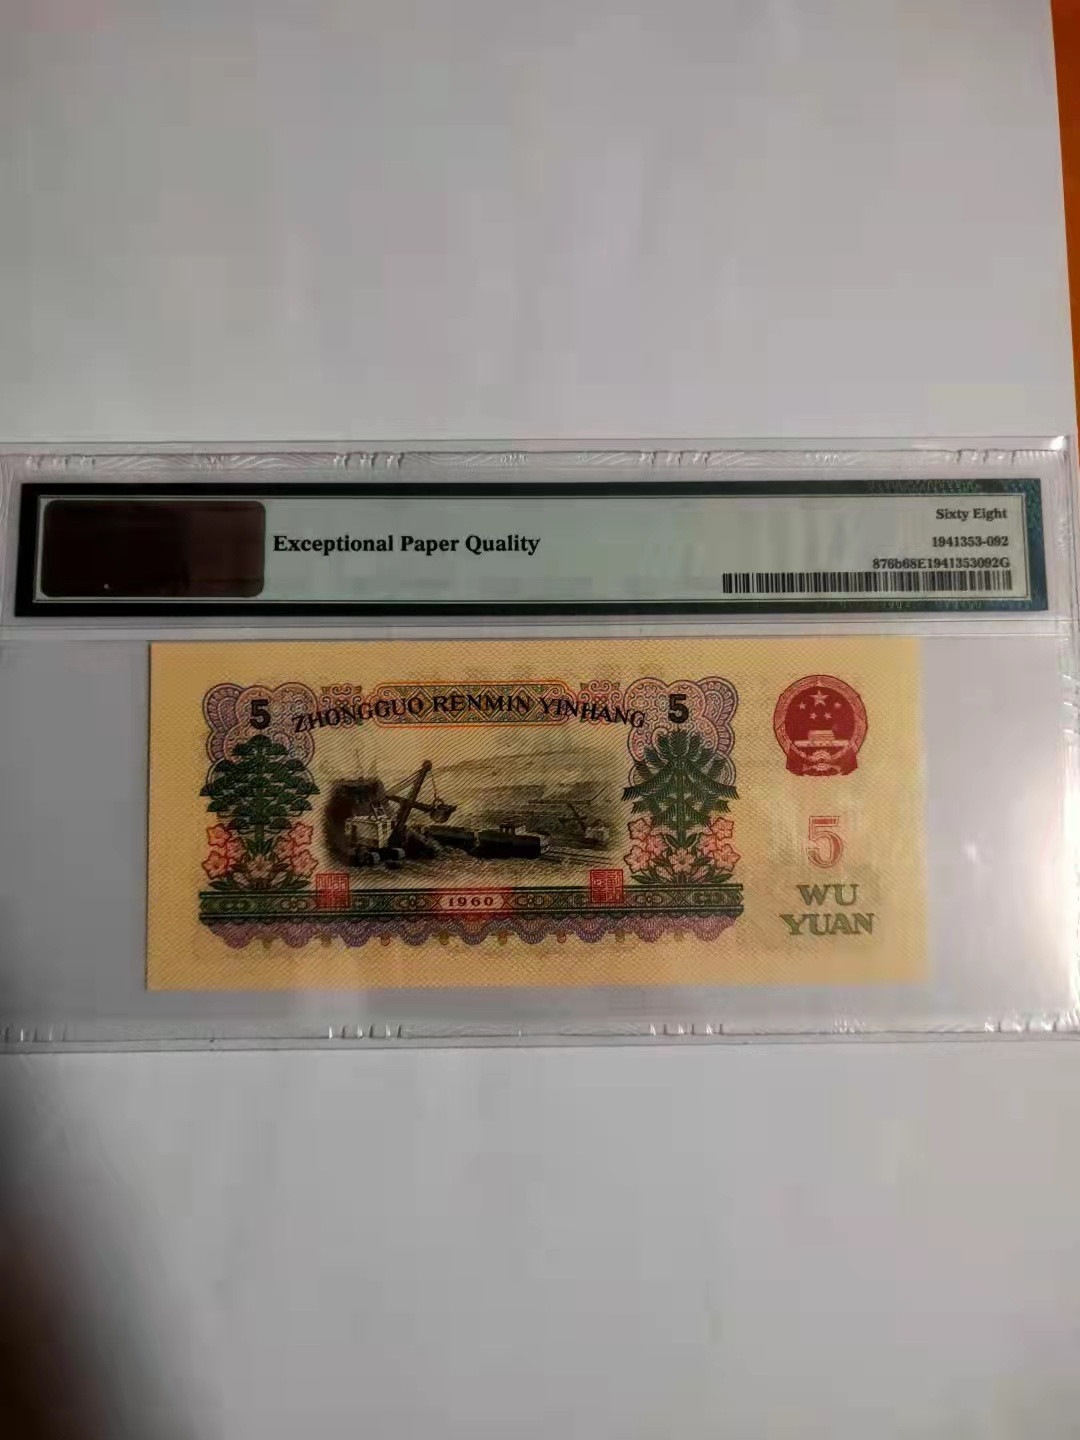 Exceptional Paper Quality
Sixty Eight
1941353-092
876b68E1941353092G
5 ZHONGGUO RENMIN YINHANG 5
5
1960
WU
YUAN